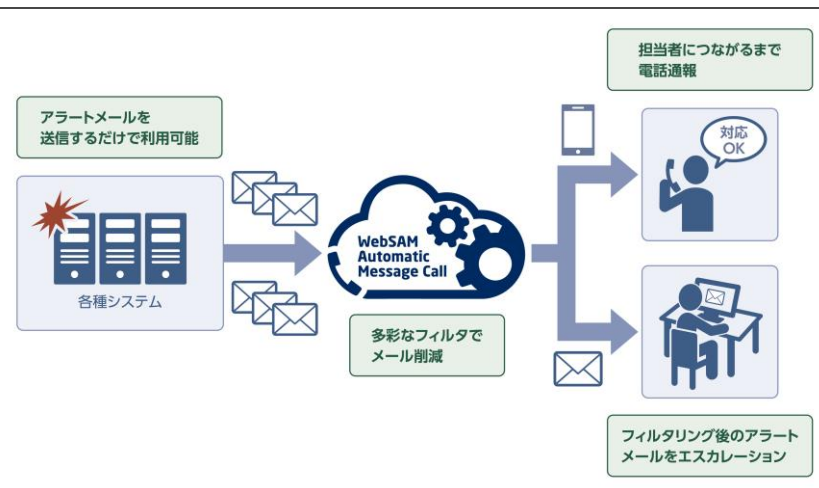 アラートメールを
送信するだけで利用可能
各種システム
WebSAM
Automatic
Message Call
多彩なフィルタで
メール削減
担当者につながるまで
電話通報
対応
OK
フィルタリング後のアラート
メールをエスカレーション